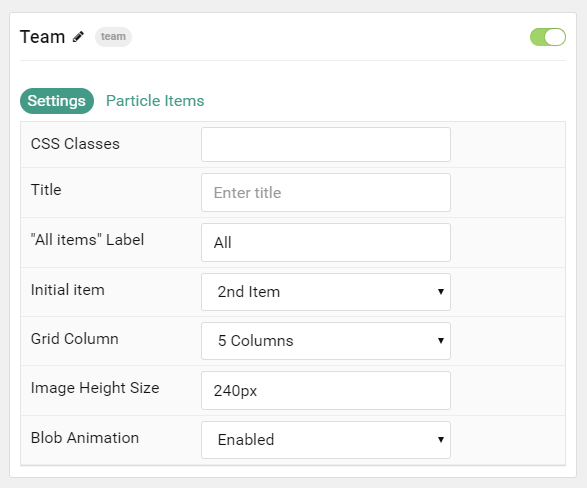 Team team
Settings Particle Items
CSS Classes
Title Enter title
"All items" Label All
Initial item 2nd Item
Grid Column 5 Columns
Image Height Size 240px
Blob Animation Enabled